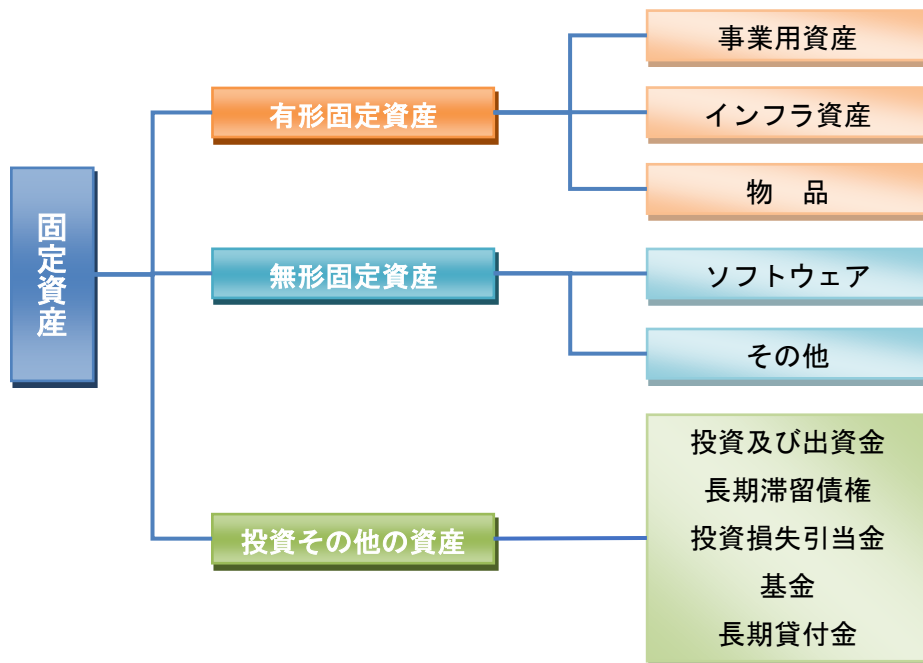 固定資産
有形固定資産
事業用資産
インフラ資産
物　品
無形固定資産
ソフトウェア
その他
投資その他の資産
投資及び出資金
長期滞留債権
投資損失引当金
基金
長期貸付金